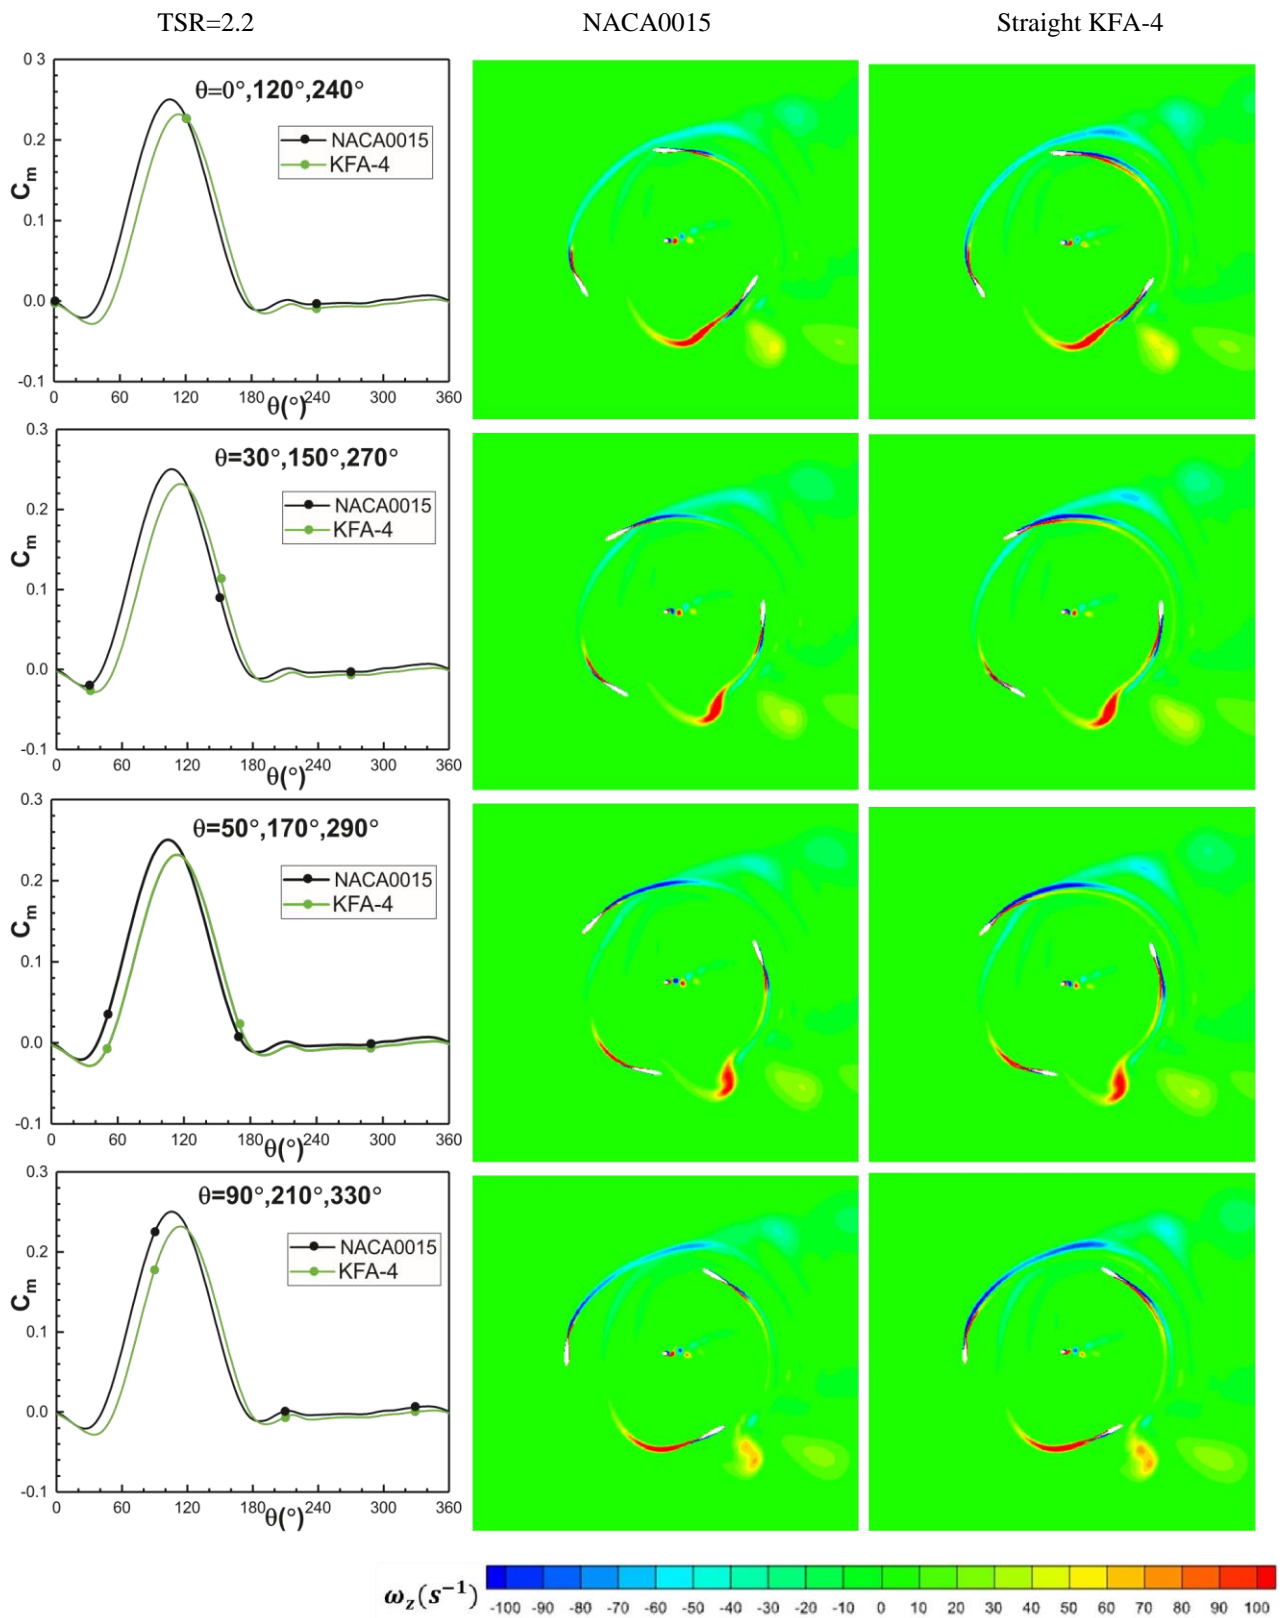 TSR=2.2 NACA0015 Straight KFA-4
0.3
θ=0°,120°,240°
NACA0015
KFA-4
0.2
Cm
0.1
0.0
-0.1
0 60 120 180 240 300 360
θ(°)
0.3
θ=30°,150°,270°
NACA0015
KFA-4
0.2
Cm
0.1
0.0
-0.1
0 60 120 180 240 300 360
θ(°)
0.3
θ=50°,170°,290°
NACA0015
KFA-4
0.2
Cm
0.1
0.0
-0.1
0 60 120 180 240 300 360
θ(°)
0.3
θ=90°,210°,330°
NACA0015
KFA-4
0.2
Cm
0.1
0.0
-0.1
0 60 120 180 240 300 360
θ(°)
ω_z(s⁻¹)
-100 -90 -80 -70 -60 -50 -40 -30 -20 -10 0 10 20 30 40 50 60 70 80 90 100